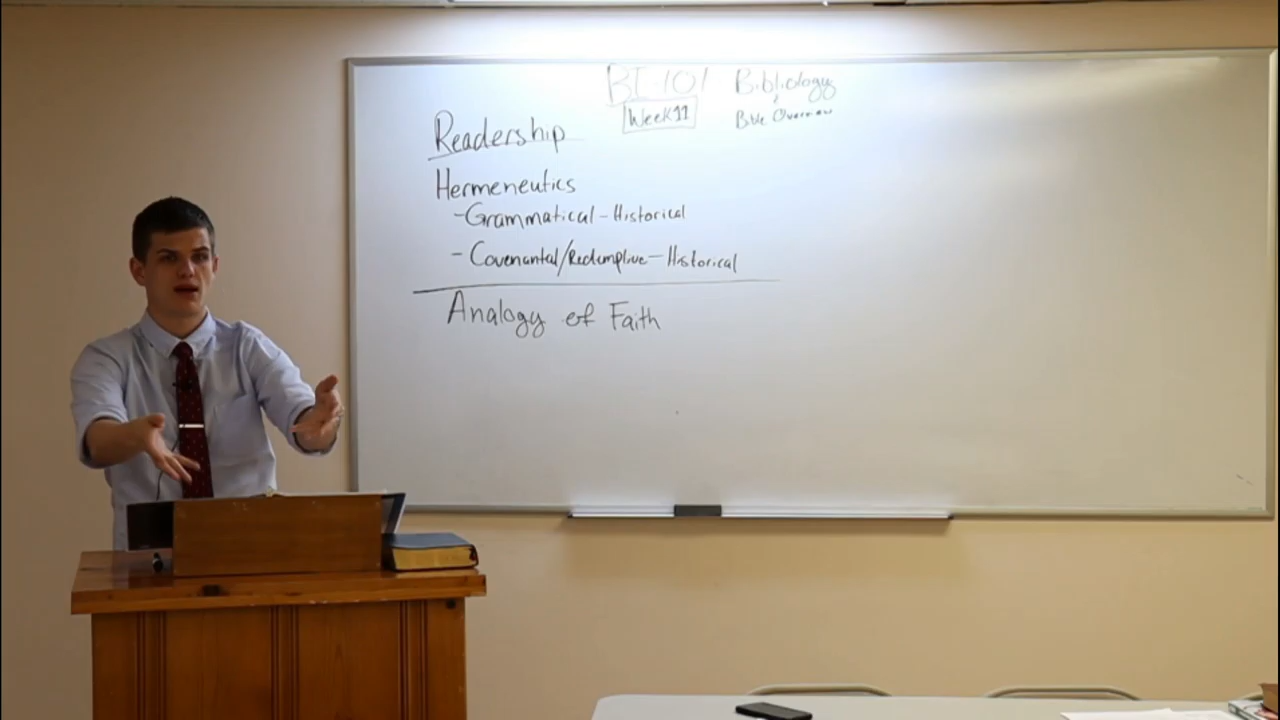 BI-101 Bibliology
Week 11
& Bible Overview
Readership
Hermeneutics
- Grammatical - Historical
- Covenantal/Redemptive - Historical
Analogy of Faith